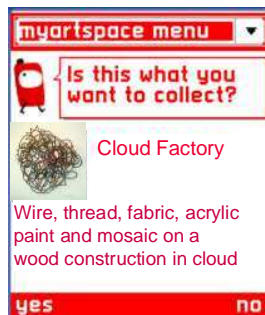 myartspace menu
Is this what you
want to collect?
Cloud Factory
Wire, thread, fabric, acrylic
paint and mosaic on a
wood construction in cloud
yes no